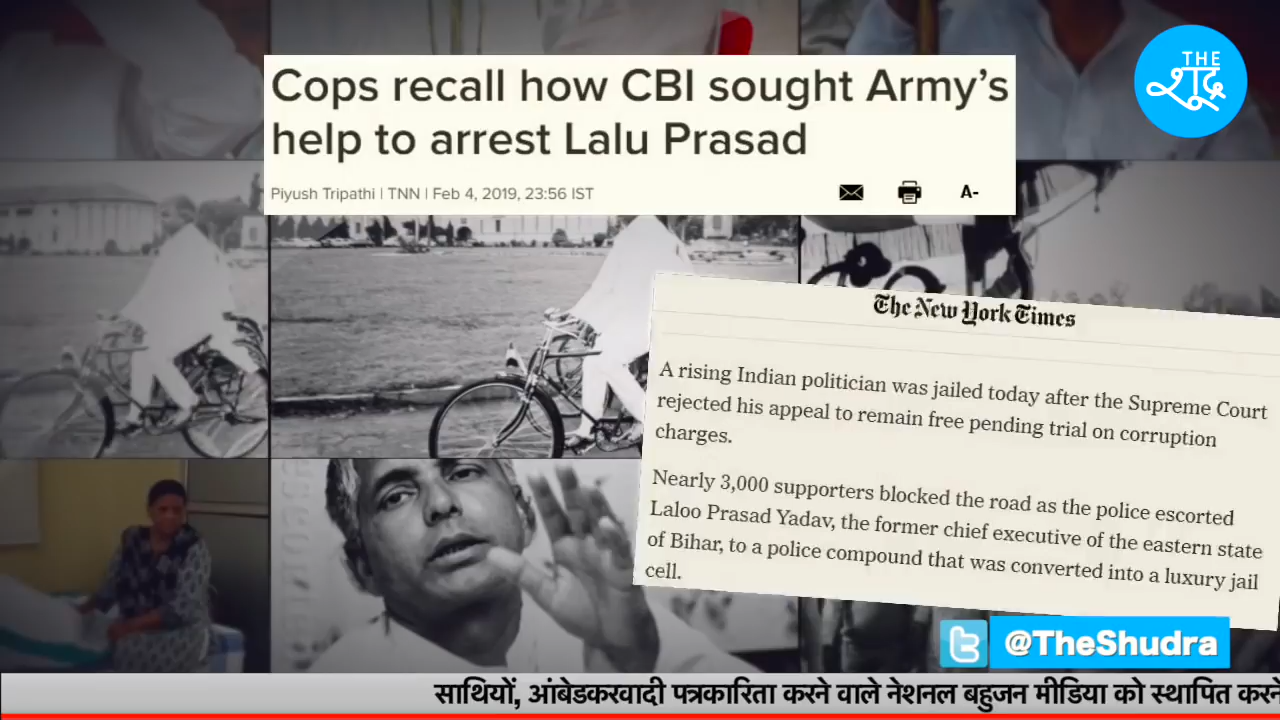 THE
शूद्र
Cops recall how CBI sought Army's
help to arrest Lalu Prasad
Piyush Tripathi | TNN | Feb 4, 2019, 23:56 IST
A-
The New York Times
A rising Indian politician was jailed today after the Supreme Court
rejected his appeal to remain free pending trial on corruption
charges.
Nearly 3,000 supporters blocked the road as the police escorted
Laloo Prasad Yadav, the former chief executive of the eastern state
of Bihar, to a police compound that was converted into a luxury jail
cell.
@TheShudra
साथियों, आंबेडकरवादी पत्रकारिता करने वाले नेशनल बहुजन मीडिया को स्थापित करने